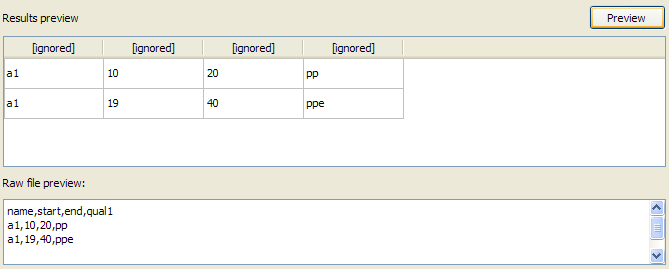 Results preview
Preview
[ignored] [ignored] [ignored] [ignored]
a1 10 20 pp
a1 19 40 ppe
Raw file preview:
name,start,end,qual1
a1,10,20,pp
a1,19,40,ppe